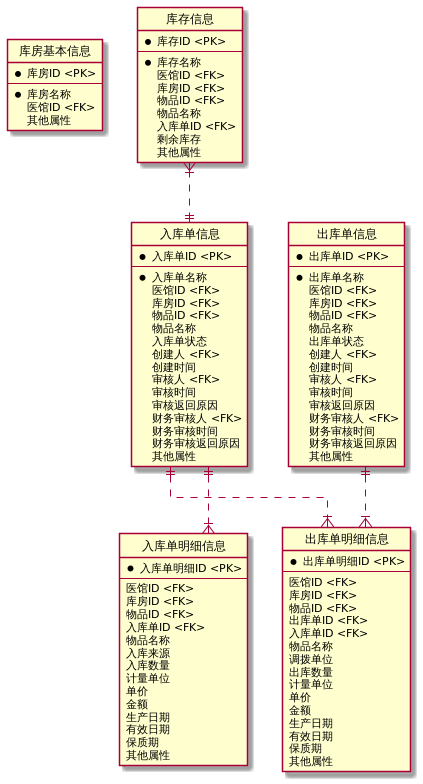 库房基本信息
库房ID <PK>
库房名称
医馆ID <FK>
其他属性
库存信息
库存ID <PK>
库存名称
医馆ID <FK>
库房ID <FK>
物品ID <FK>
物品名称
入库单ID <FK>
剩余库存
其他属性
入库单信息
入库单ID <PK>
入库单名称
医馆ID <FK>
库房ID <FK>
物品ID <FK>
物品名称
入库单状态
创建人 <FK>
创建时间
审核人 <FK>
审核时间
审核返回原因
财务审核人 <FK>
财务审核时间
财务审核返回原因
其他属性
出库单信息
出库单ID <PK>
出库单名称
医馆ID <FK>
库房ID <FK>
物品ID <FK>
物品名称
出库单状态
创建人 <FK>
创建时间
审核人 <FK>
审核时间
审核返回原因
财务审核人 <FK>
财务审核时间
财务审核返回原因
其他属性
入库单明细信息
入库单明细ID <PK>
医馆ID <FK>
库房ID <FK>
物品ID <FK>
入库单ID <FK>
物品名称
入库来源
入库数量
计量单位
单价
金额
生产日期
有效日期
保质期
其他属性
出库单明细信息
出库单明细ID <PK>
医馆ID <FK>
库房ID <FK>
物品ID <FK>
出库单ID <FK>
入库单ID <FK>
物品名称
调拨单位
出库数量
计量单位
单价
金额
生产日期
有效日期
保质期
其他属性